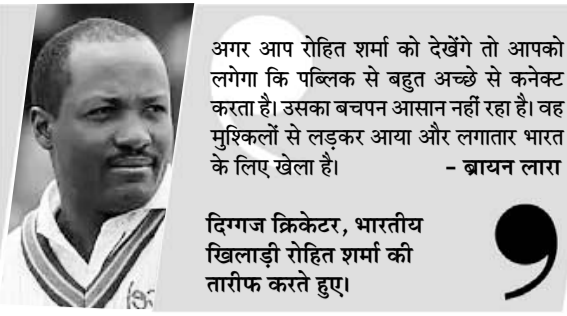 अगर आप रोहित शर्मा को देखेंगे तो आपको
लगेगा कि पब्लिक से बहुत अच्छे से कनेक्ट
करता है। उसका बचपन आसान नहीं रहा है। वह
मुश्किलों से लड़कर आया और लगातार भारत
के लिए खेला है। – ब्रायन लारा
दिग्गज क्रिकेटर, भारतीय
खिलाड़ी रोहित शर्मा की
तारीफ करते हुए।